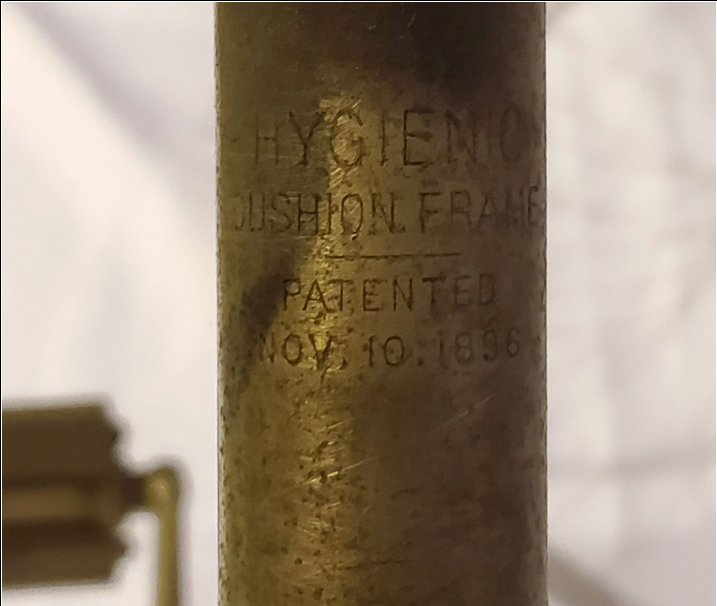 HYGIENIC
CUSHION FRAME
PATENTED
NOV. 10. 1896